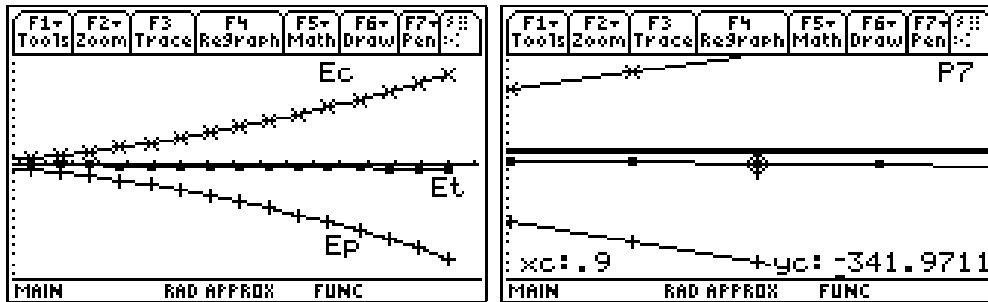 F1 F2 F3 F4 F5 F6 F7
Tools Zoom Trace ReGraph Math Draw Pen
Ec
Et
Ep
MAIN RAD APPROX FUNC
F1 F2 F3 F4 F5 F6 F7
Tools Zoom Trace ReGraph Math Draw Pen
P7
xc:.9 yc:-341.9711
MAIN RAD APPROX FUNC